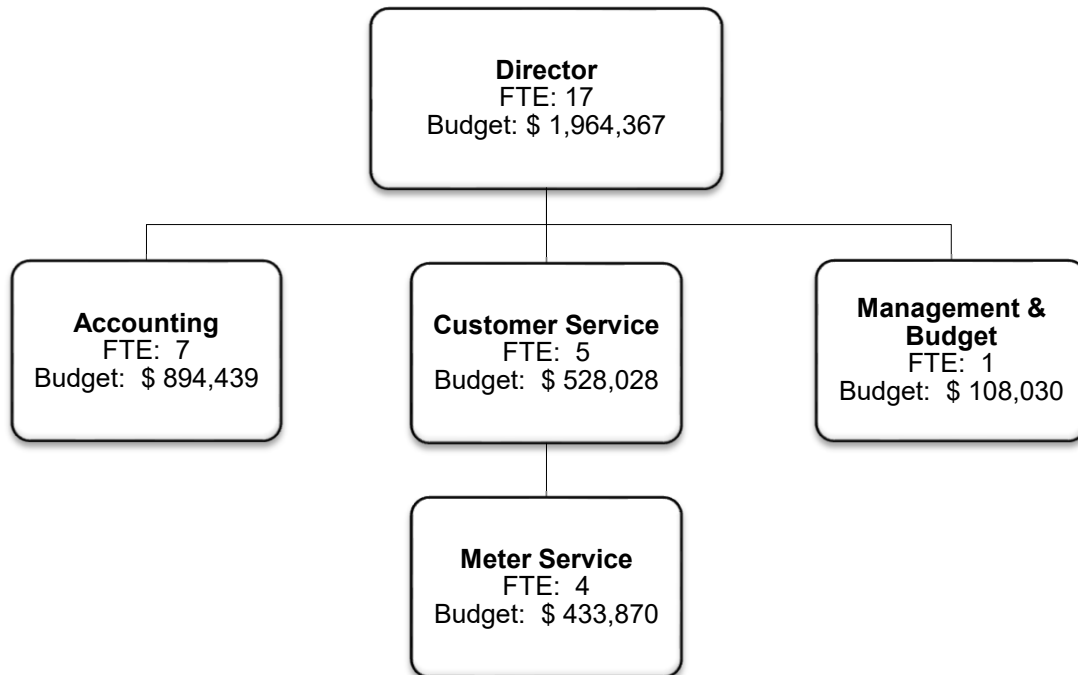 Director
FTE: 17
Budget: $ 1,964,367
Accounting
FTE:  7
Budget:  $ 894,439
Customer Service
FTE:  5
Budget:  $ 528,028
Management &
Budget
FTE:  1
Budget:  $ 108,030
Meter Service
FTE:  4
Budget:  $ 433,870